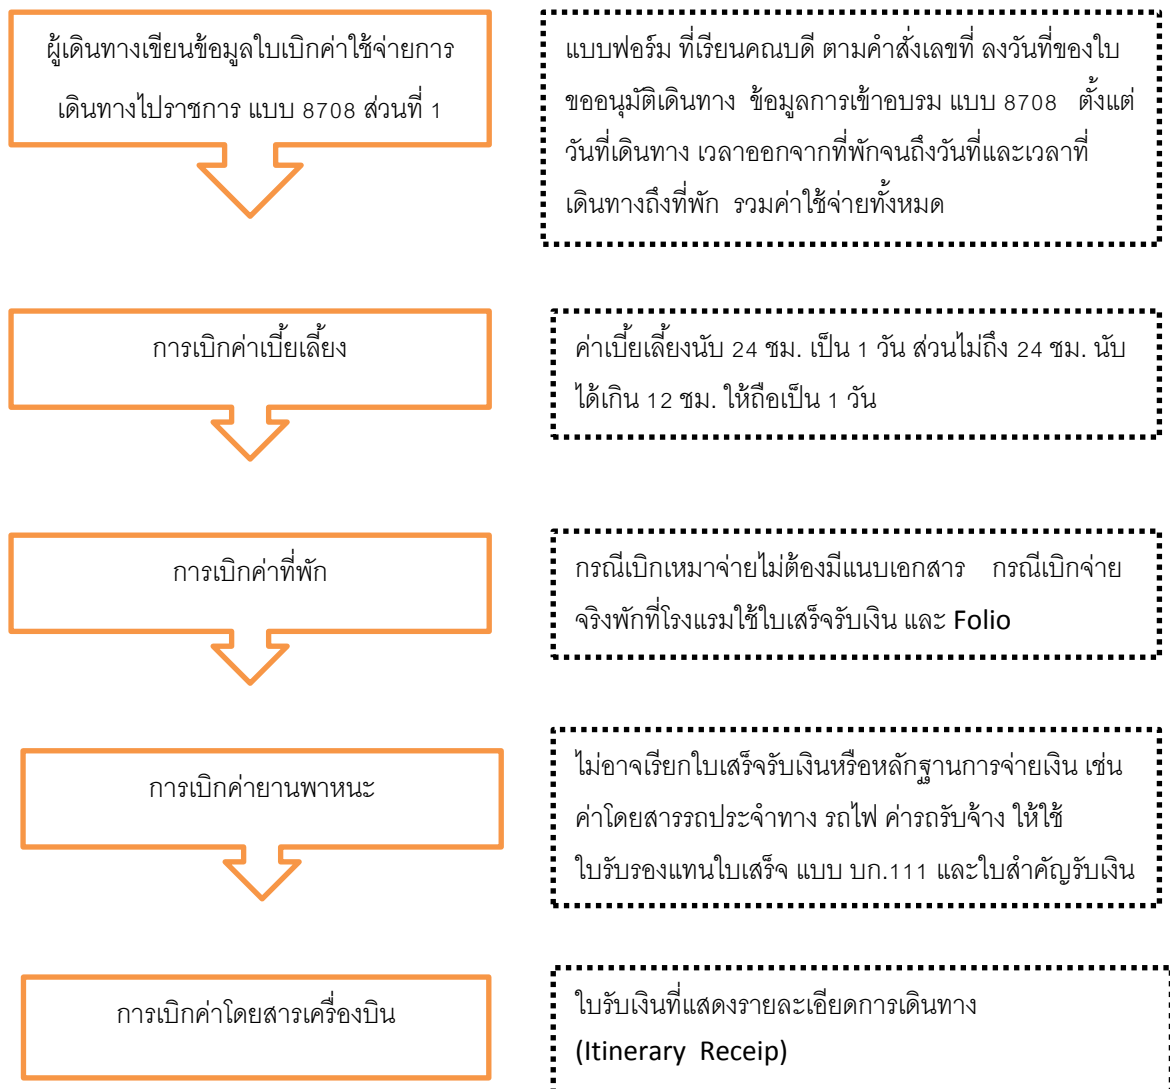 ผู้เดินทางเขียนข้อมูลใบเบิกค่าใช้จ่ายการ
เดินทางไปราชการ แบบ 8708 ส่วนที่ 1
แบบฟอร์ม ที่เรียนคณบดี ตามคำสั่งเลขที่ ลงวันที่ของใบ
ขออนุมัติเดินทาง ข้อมูลการเข้าอบรม แบบ 8708 ตั้งแต่
วันที่เดินทาง เวลาออกจากที่พักจนถึงวันที่และเวลาที่
เดินทางถึงที่พัก รวมค่าใช้จ่ายทั้งหมด
การเบิกค่าเบี้ยเลี้ยง
ค่าเบี้ยเลี้ยงนับ 24 ชม. เป็น 1 วัน ส่วนไม่ถึง 24 ชม. นับ
ได้เกิน 12 ชม. ให้ถือเป็น 1 วัน
การเบิกค่าที่พัก
กรณีเบิกเหมาจ่ายไม่ต้องมีแนบเอกสาร กรณีเบิกจ่าย
จริงพักที่โรงแรมใช้ใบเสร็จรับเงิน และ Folio
การเบิกค่ายานพาหนะ
ไม่อาจเรียกใบเสร็จรับเงินหรือหลักฐานการจ่ายเงิน เช่น
ค่าโดยสารรถประจำทาง รถไฟ ค่ารถรับจ้าง ให้ใช้
ใบรับรองแทนใบเสร็จ แบบ บก.111 และใบสำคัญรับเงิน
การเบิกค่าโดยสารเครื่องบิน
ใบรับเงินที่แสดงรายละเอียดการเดินทาง
(Itinerary Receip)